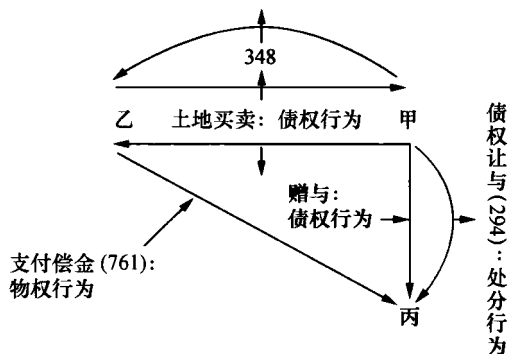 348
乙 土地买卖：债权行为 甲
赠与：
债权行为
支付偿金(761)：
物权行为
丙
债权让与(294)：处分行为